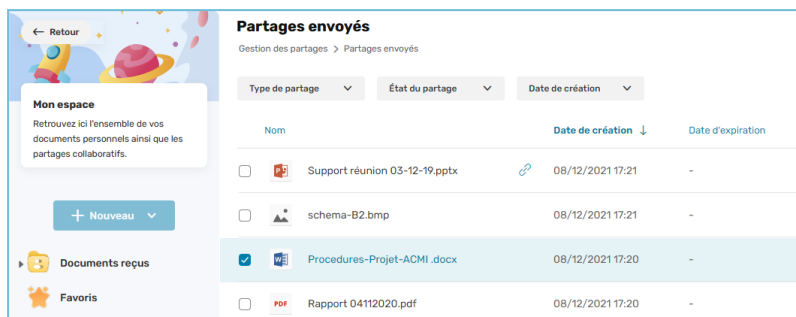 Retour
Mon espace
Retrouvez ici l'ensemble de vos
documents personnels ainsi que les
partages collaboratifs.
Nouveau
Documents reçus
Favoris
Partages envoyés
Gestion des partages > Partages envoyés
Type de partage État du partage Date de création
Nom Date de création ↓ Date d'expiration
Support réunion 03-12-19.pptx 08/12/2021 17:21 -
schema-B2.bmp 08/12/2021 17:21 -
Procedures-Projet-ACMI .docx 08/12/2021 17:20 -
PDF Rapport 04112020.pdf 08/12/2021 17:20 -